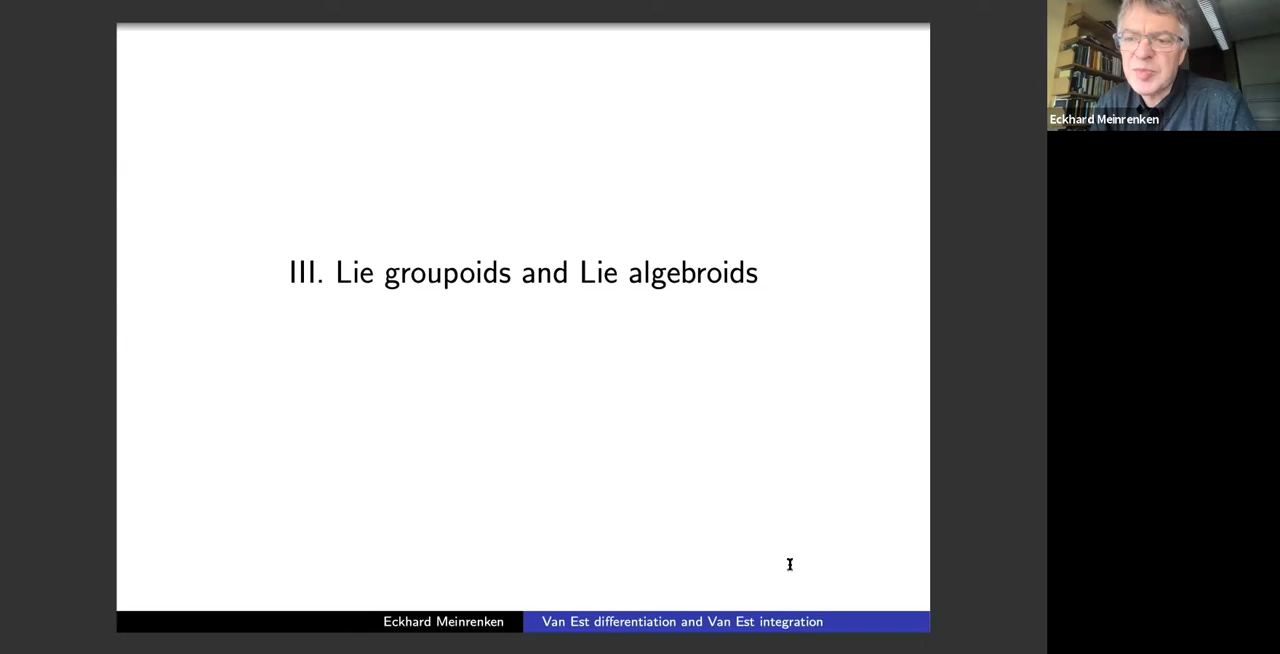 III. Lie groupoids and Lie algebroids
Eckhard Meinrenken
Van Est differentiation and Van Est integration
Eckhard Meinrenken